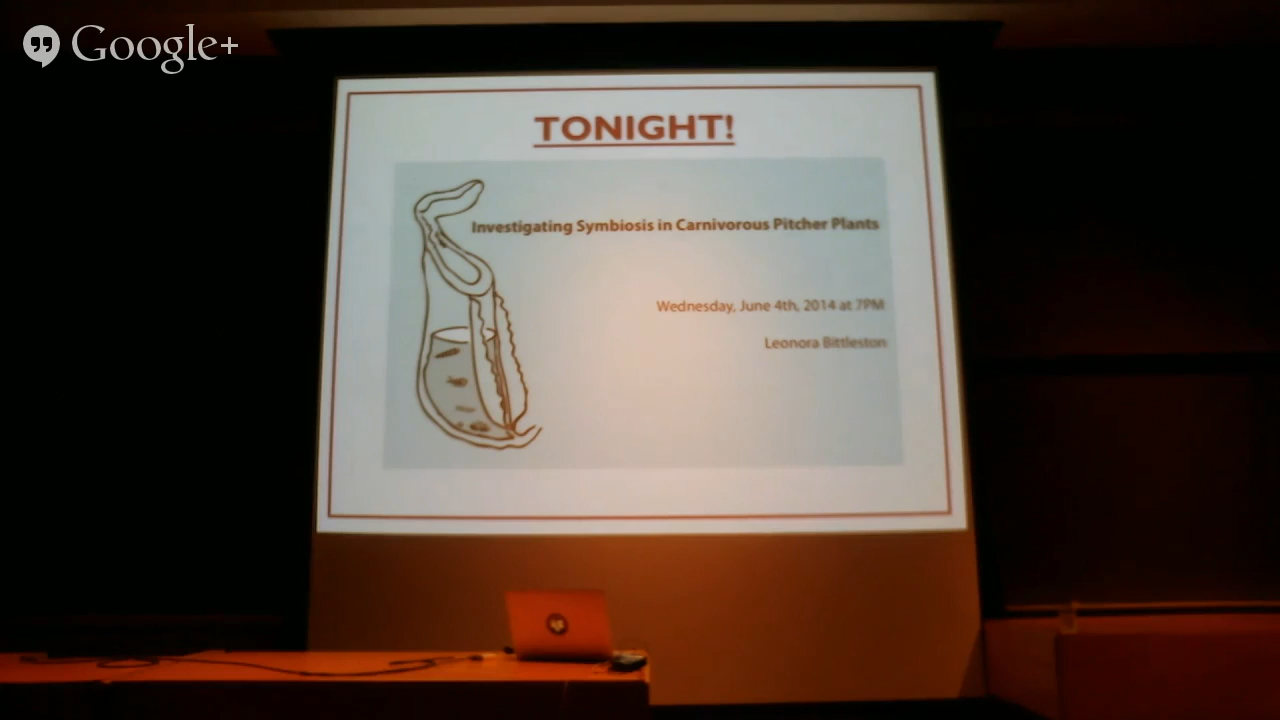 Google+
TONIGHT!
Investigating Symbiosis in Carnivorous Pitcher Plants
Wednesday, June 4th, 2014 at 7PM
Leonora Bittleston